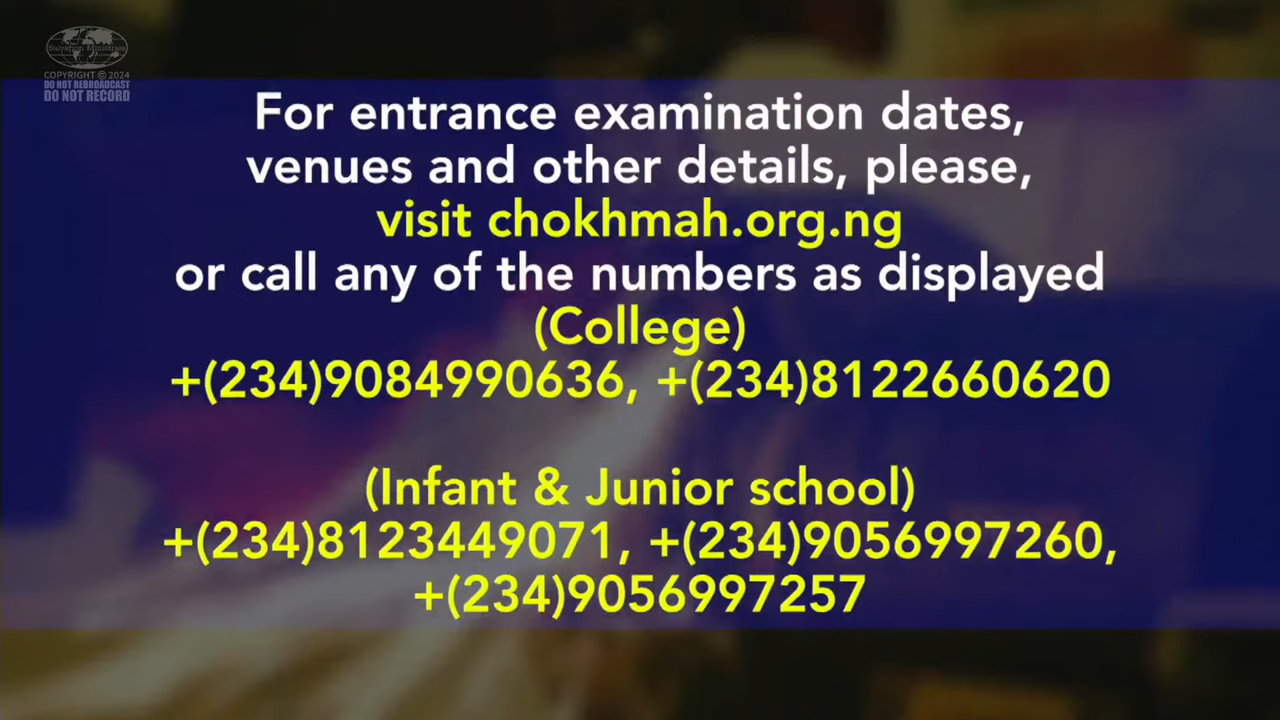 Salvation Ministries
COPYRIGHT © 2024
DO NOT REBROADCAST
DO NOT RECORD
For entrance examination dates,
venues and other details, please,
visit chokhmah.org.ng
or call any of the numbers as displayed
(College)
+(234)9084990636, +(234)8122660620
(Infant & Junior school)
+(234)8123449071, +(234)9056997260,
+(234)9056997257